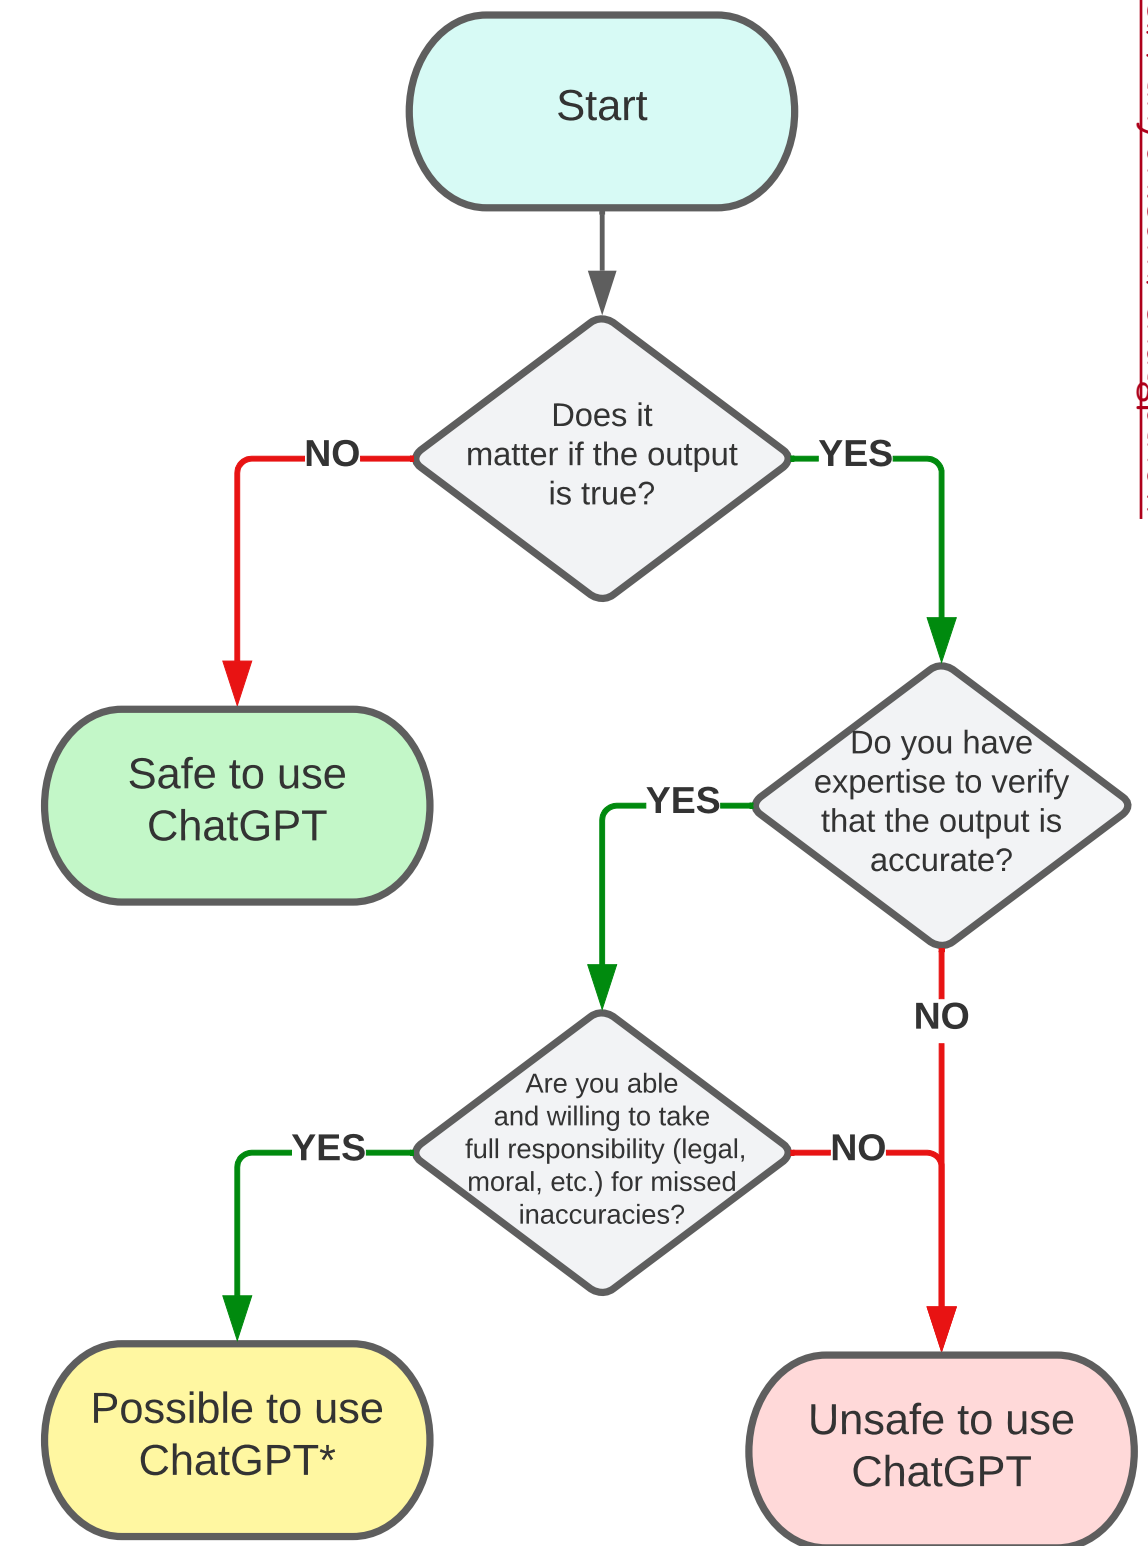 Start
Does it
matter if the output
is true?
NO
YES
Safe to use
ChatGPT
Do you have
expertise to verify
that the output is
accurate?
YES
NO
Are you able
and willing to take
full responsibility (legal,
moral, etc.) for missed
inaccuracies?
YES
NO
Possible to use
ChatGPT*
Unsafe to use
ChatGPT